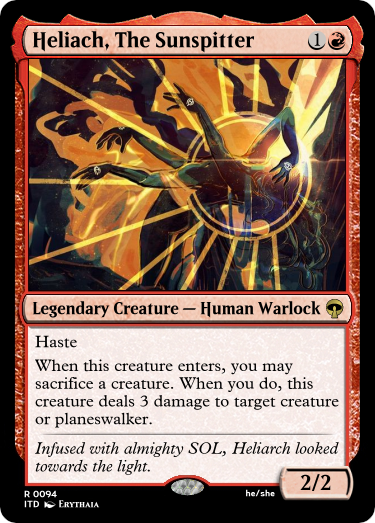 Heliach, The Sunspitter 1
Legendary Creature — Human Warlock
Haste
When this creature enters, you may
sacrifice a creature. When you do, this
creature deals 3 damage to target creature
or planeswalker.
Infused with almighty SOL, Heliarch looked
towards the light.
2/2
R 0094
he/she
ITD ERYTHAIA